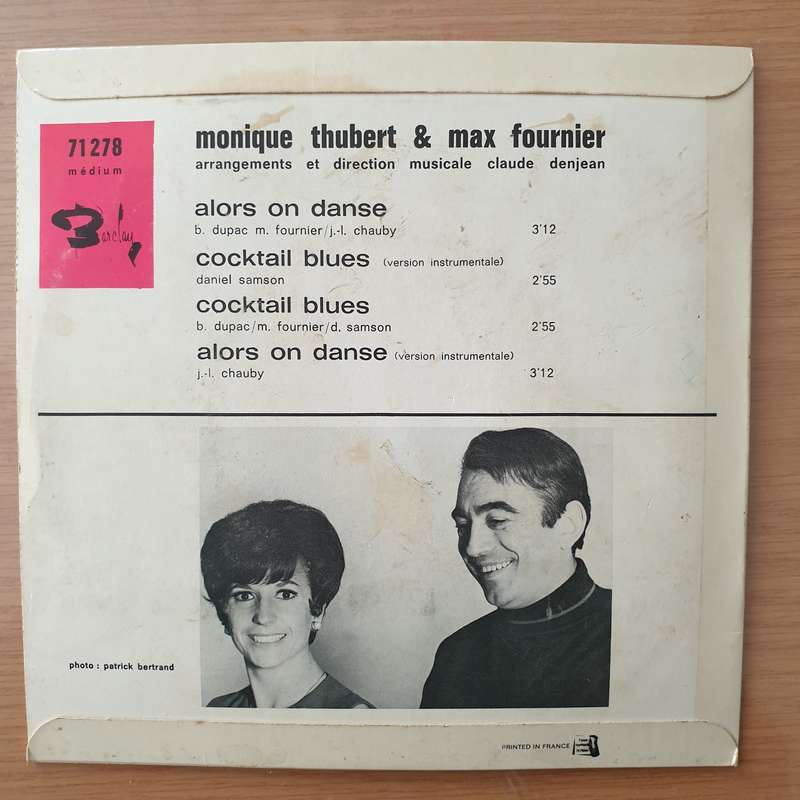 71 278
médium
Barclay
monique thubert & max fournier
arrangements et direction musicale claude denjean
alors on danse
b. dupac m. fournier/j.-l. chauby 3'12
cocktail blues (version instrumentale)
daniel samson 2'55
cocktail blues
b. dupac/m. fournier/d. samson 2'55
alors on danse (version instrumentale)
j.-l. chauby 3'12
photo : patrick bertrand
PRINTED IN FRANCE